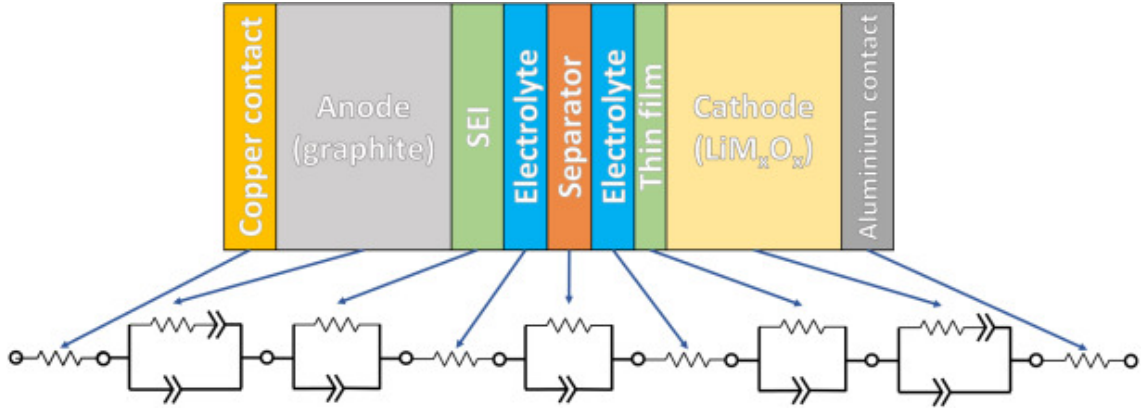 Copper contact
Anode
(graphite)
SEI
Electrolyte
Separator
Electrolyte
Thin film
Cathode
(LiMₓOₓ)
Aluminium contact